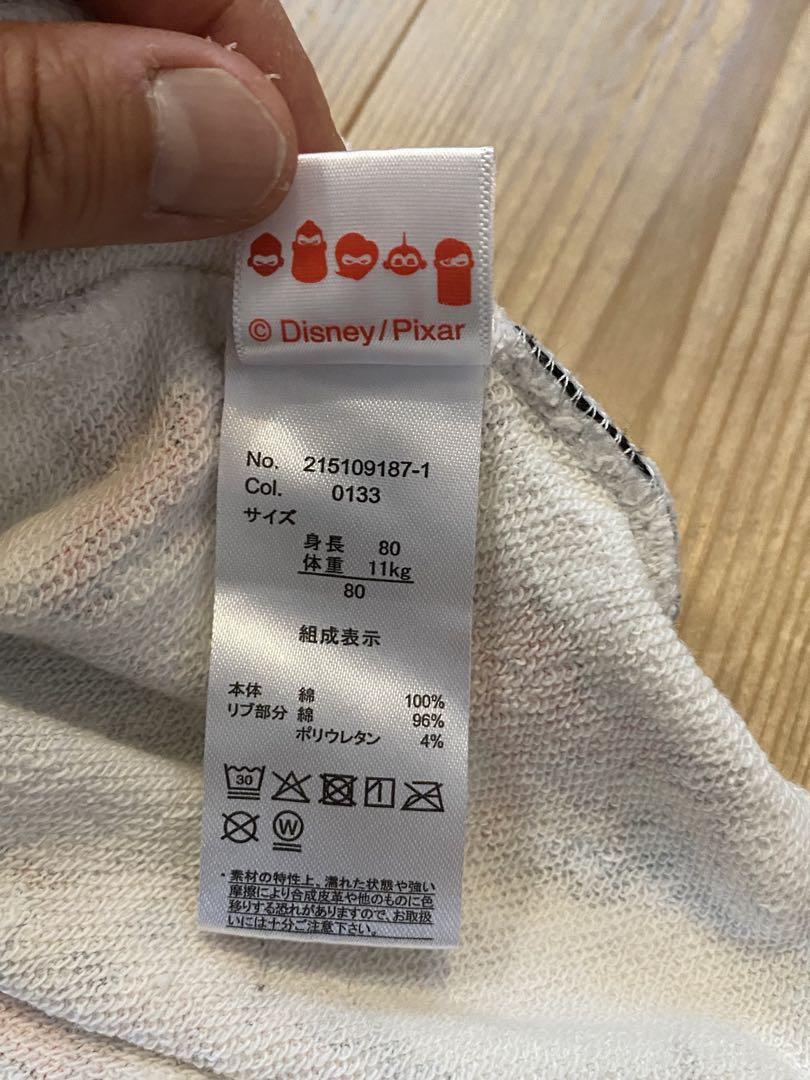 © Disney/Pixar
No. 215109187-1
Col. 0133
サイズ
身長 80
体重 11kg
80
組成表示
本体 綿 100%
リブ部分 綿 96%
ポリウレタン 4%
30
W
・素材の特性上、濡れた状態や強い
摩擦により合成皮革や他のものに色
移りする恐れがありますので、お取扱
いには十分ご注意下さい。